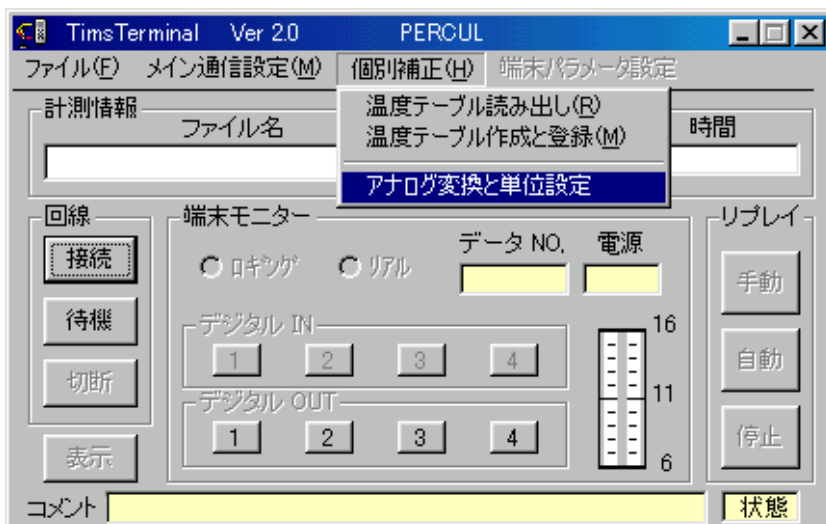 TimsTerminal Ver 2.0 PERCUL
ファイル(F) メイン通信設定(M) 個別補正(H) 端末パラメータ設定
温度テーブル読み出し(R)
温度テーブル作成と登録(M)
アナログ変換と単位設定
計測情報
ファイル名 時間
回線 端末モニター リプレイ
接続 ロギング リアル データ NO. 電源 手動
待機 デジタル IN 16
1 2 3 4 自動
切断 11
デジタル OUT
1 2 3 4 停止
表示 6
コメント 状態